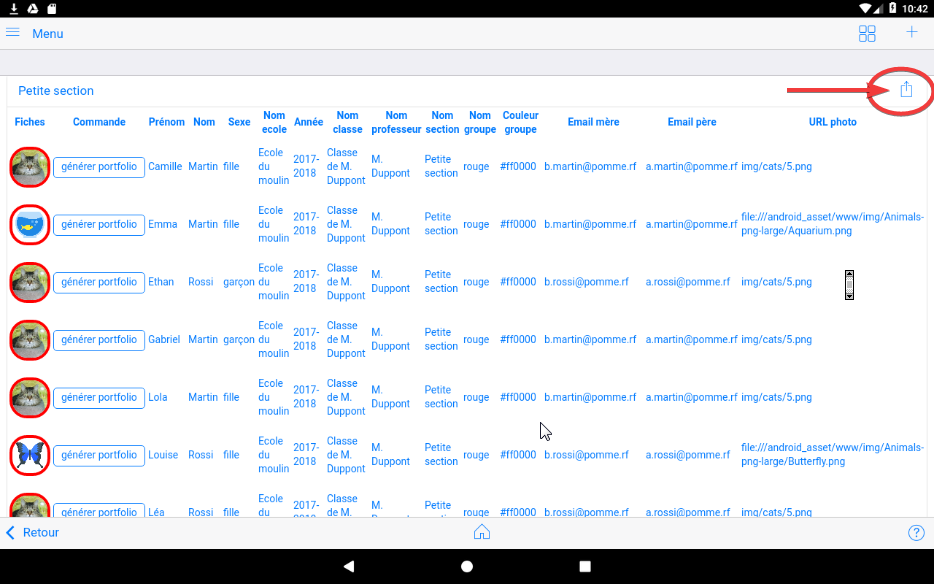 10:42
Menu
Petite section
Fiches Commande Prénom Nom Sexe Nom ecole Année Nom classe Nom professeur Nom section Nom groupe Couleur groupe Email mère Email père URL photo
générer portfolio Camille Martin fille Ecole du moulin 2017-2018 Classe de M. Duppont M. Duppont Petite section rouge #ff0000 b.martin@pomme.rf a.martin@pomme.rf img/cats/5.png
générer portfolio Emma Martin fille Ecole du moulin 2017-2018 Classe de M. Duppont M. Duppont Petite section rouge #ff0000 b.martin@pomme.rf a.martin@pomme.rf file:///android_asset/www/img/Animals-png-large/Aquarium.png
générer portfolio Ethan Rossi garçon Ecole du moulin 2017-2018 Classe de M. Duppont M. Duppont Petite section rouge #ff0000 b.rossi@pomme.rf a.rossi@pomme.rf img/cats/5.png
générer portfolio Gabriel Martin garçon Ecole du moulin 2017-2018 Classe de M. Duppont M. Duppont Petite section rouge #ff0000 b.martin@pomme.rf a.martin@pomme.rf img/cats/5.png
générer portfolio Lola Martin fille Ecole du moulin 2017-2018 Classe de M. Duppont M. Duppont Petite section rouge #ff0000 b.martin@pomme.rf a.martin@pomme.rf img/cats/5.png
générer portfolio Louise Rossi fille Ecole du moulin 2017-2018 Classe de M. Duppont M. Duppont Petite section rouge #ff0000 b.rossi@pomme.rf a.rossi@pomme.rf file:///android_asset/www/img/Animals-png-large/Butterfly.png
générer portfolio Léa Rossi fille Ecole du 2017- Classe de M. M. Petite section rouge #ff0000 b.rossi@pomme.rf a.rossi@pomme.rf img/cats/5.png
Retour